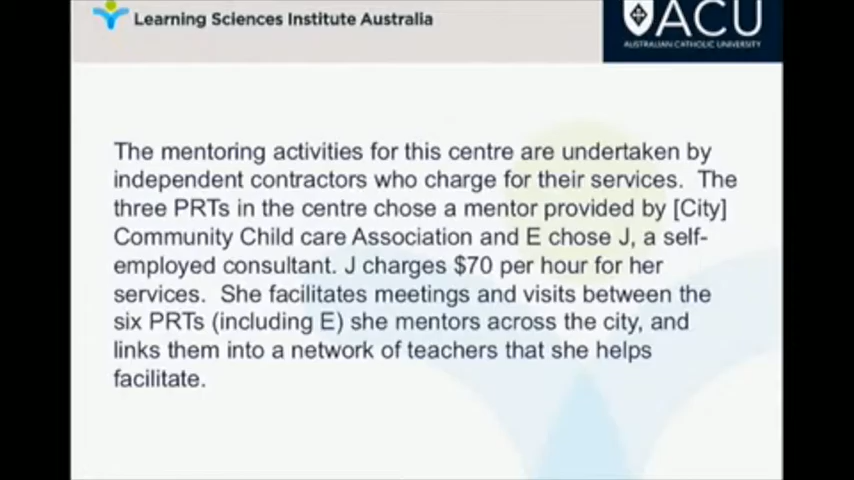 Learning Sciences Institute Australia
ACU
AUSTRALIAN CATHOLIC UNIVERSITY
The mentoring activities for this centre are undertaken by
independent contractors who charge for their services. The
three PRTs in the centre chose a mentor provided by [City]
Community Child care Association and E chose J, a self-
employed consultant. J charges $70 per hour for her
services. She facilitates meetings and visits between the
six PRTs (including E) she mentors across the city, and
links them into a network of teachers that she helps
facilitate.